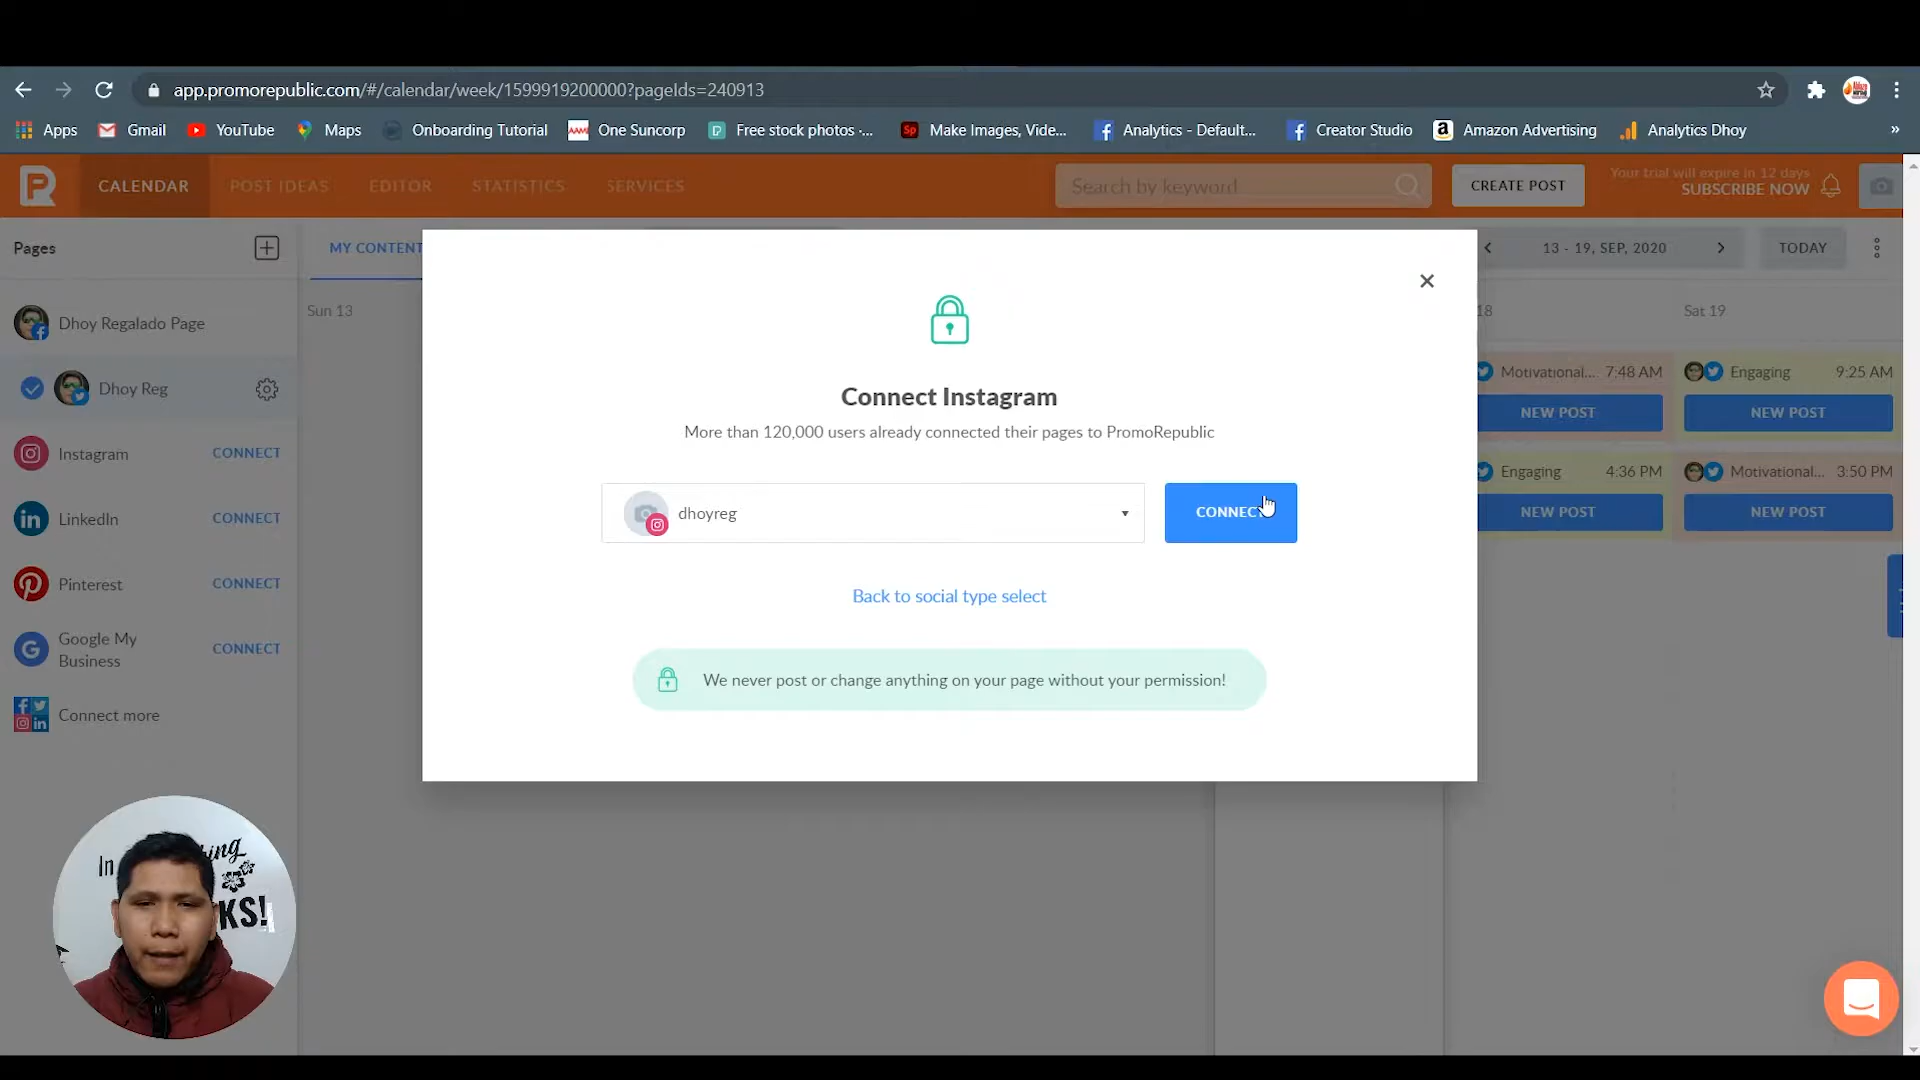 app.promorepublic.com/#/calendar/week/1599919200000?pageIds=240913
Apps
Gmail
YouTube
Maps
Onboarding Tutorial
One Suncorp
Free stock photos ·...
Sp
Make Images, Vide...
Analytics - Default...
Creator Studio
Amazon Advertising
Analytics Dhoy
»
CALENDAR
POST IDEAS
EDITOR
STATISTICS
SERVICES
Search by keyword
CREATE POST
Your trial will expire in 12 days
SUBSCRIBE NOW
Pages
MY CONTENT
13 - 19, SEP, 2020
TODAY
Sun 13
18
Sat 19
Dhoy Regalado Page
Dhoy Reg
Instagram
CONNECT
LinkedIn
Pinterest
CONNECT
Google My
Business
CONNECT
Connect more
Connect Instagram
More than 120,000 users already connected their pages to PromoRepublic
dhoyreg
CONNECT
Back to social type select
We never post or change anything on your page without your permission!
Motivational... 7:48 AM
NEW POST
Engaging 9:25 AM
NEW POST
Engaging 4:36 PM
NEW POST
Motivational... 3:50 PM
NEW POST
In
KS!